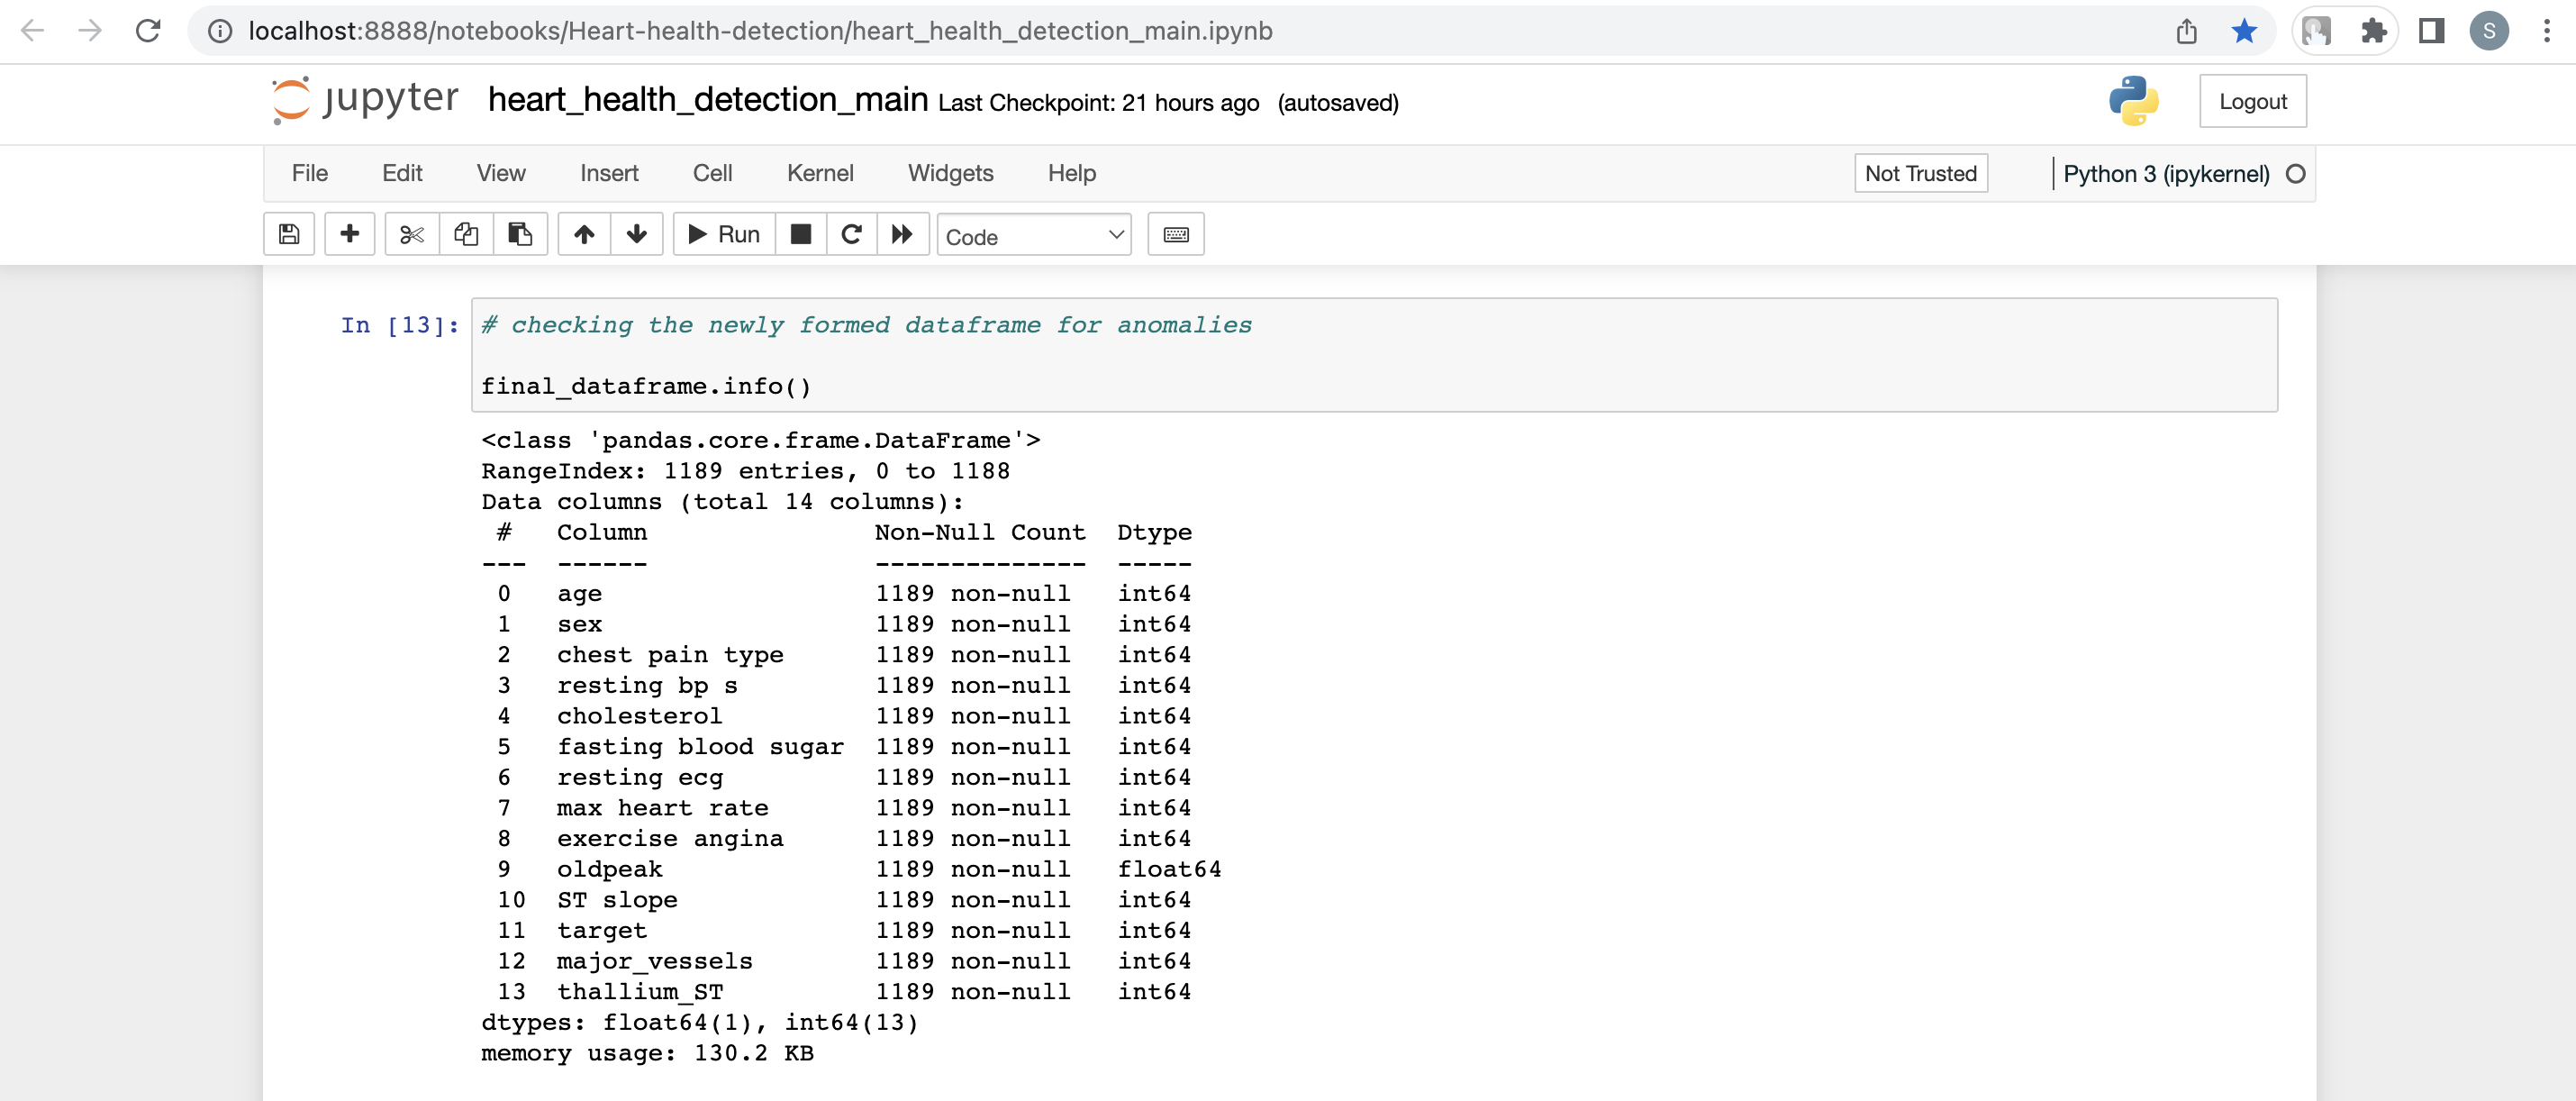 localhost:8888/notebooks/Heart-health-detection/heart_health_detection_main.ipynb
S
jupyter heart_health_detection_main Last Checkpoint: 21 hours ago (autosaved)
Logout
File Edit View Insert Cell Kernel Widgets Help
Not Trusted
Python 3 (ipykernel)
Run
Code
In [13]: # checking the newly formed dataframe for anomalies
final_dataframe.info()
<class 'pandas.core.frame.DataFrame'>
RangeIndex: 1189 entries, 0 to 1188
Data columns (total 14 columns):
 #   Column               Non-Null Count  Dtype
---  ------               --------------  -----
 0   age                  1189 non-null   int64
 1   sex                  1189 non-null   int64
 2   chest pain type      1189 non-null   int64
 3   resting bp s         1189 non-null   int64
 4   cholesterol          1189 non-null   int64
 5   fasting blood sugar  1189 non-null   int64
 6   resting ecg          1189 non-null   int64
 7   max heart rate       1189 non-null   int64
 8   exercise angina      1189 non-null   int64
 9   oldpeak              1189 non-null   float64
 10  ST slope             1189 non-null   int64
 11  target               1189 non-null   int64
 12  major_vessels        1189 non-null   int64
 13  thallium_ST          1189 non-null   int64
dtypes: float64(1), int64(13)
memory usage: 130.2 KB